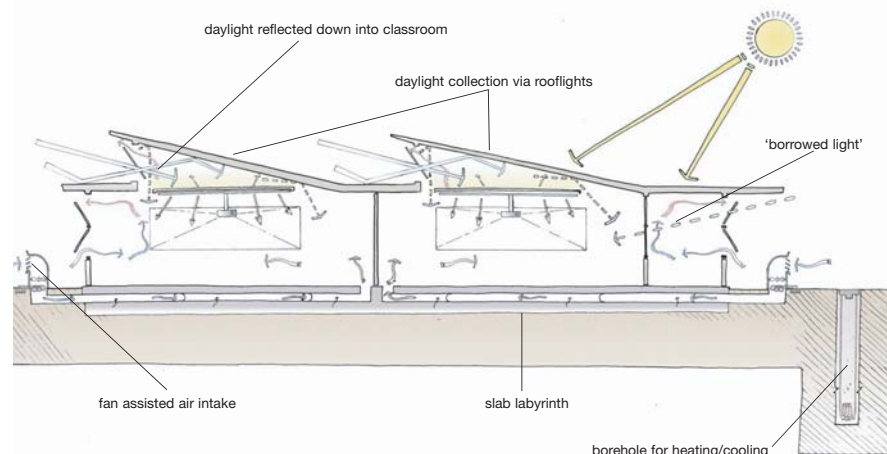 daylight reflected down into classroom
daylight collection via rooflights
'borrowed light'
fan assisted air intake
slab labyrinth
borehole for heating/cooling